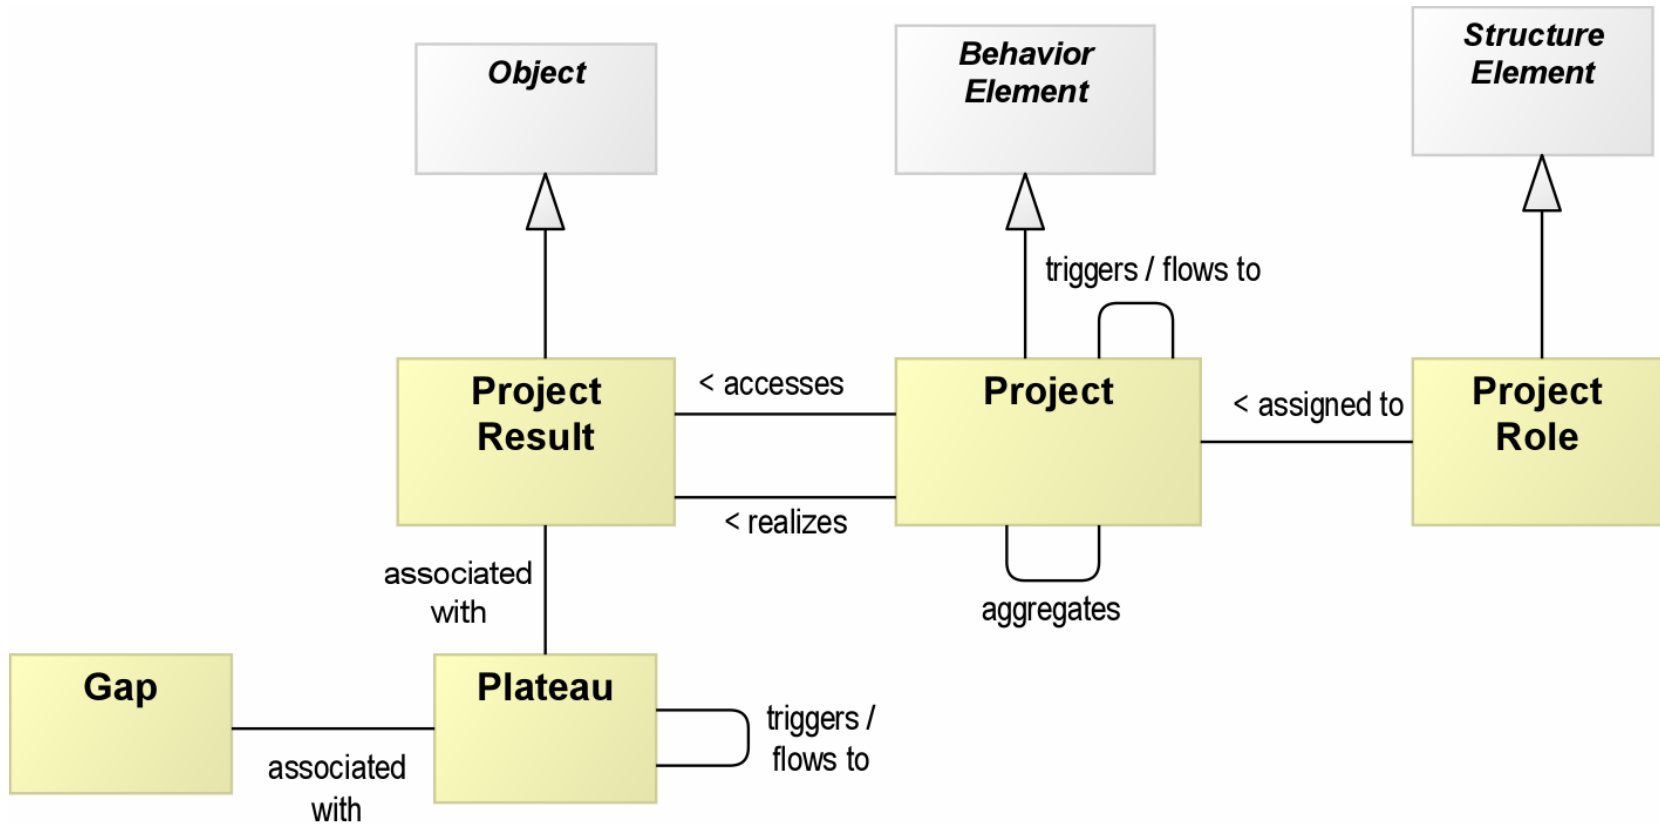 Object
Behavior
Element
Structure
Element
triggers / flows to
Project
Result
< accesses
Project
< assigned to
Project
Role
< realizes
associated
with
aggregates
Gap
Plateau
triggers /
flows to
associated
with